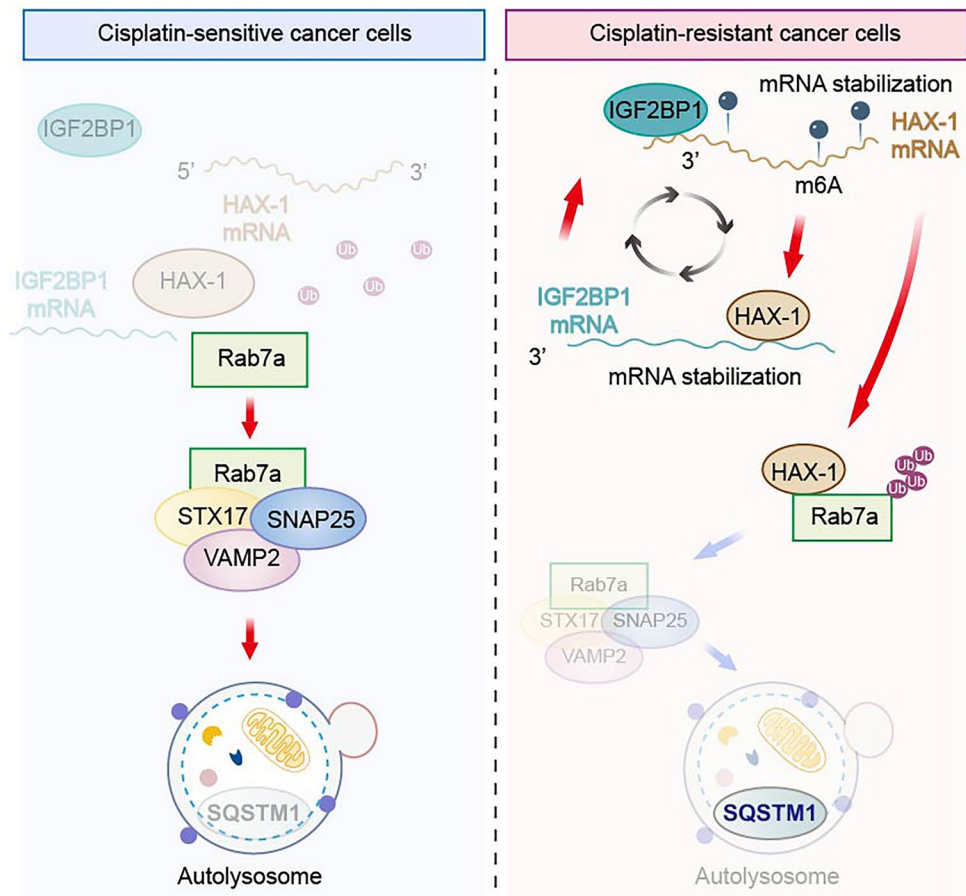 Cisplatin-sensitive cancer cells
IGF2BP1
5’
3’
HAX-1
mRNA
Ub
Ub
Ub
Ub
IGF2BP1
mRNA
HAX-1
Rab7a
Rab7a
STX17
SNAP25
VAMP2
SQSTM1
Autolysosome
Cisplatin-resistant cancer cells
mRNA stabilization
IGF2BP1
HAX-1
mRNA
3’
m6A
IGF2BP1
mRNA
HAX-1
3’
mRNA stabilization
HAX-1
Ub
Ub
Ub
Ub
Rab7a
Rab7a
STX17
SNAP25
VAMP2
SQSTM1
Autolysosome